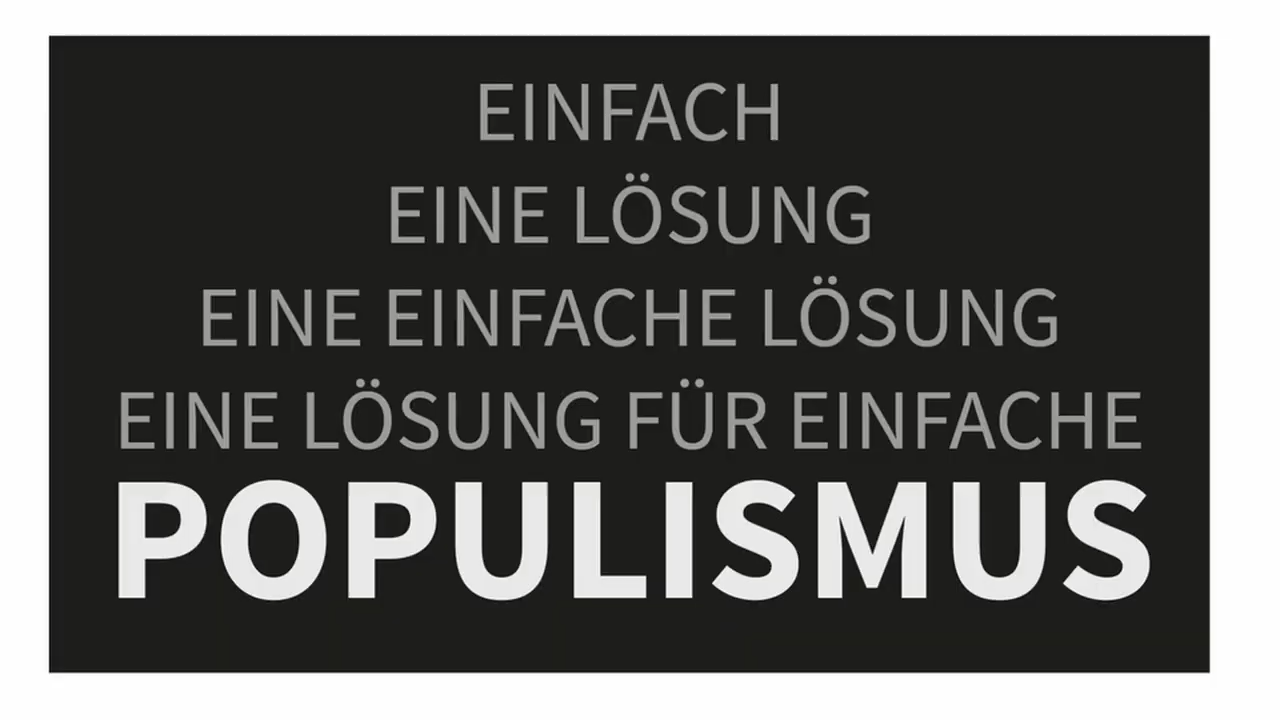 EINFACH
EINE LÖSUNG
EINE EINFACHE LÖSUNG
EINE LÖSUNG FÜR EINFACHE
POPULISMUS